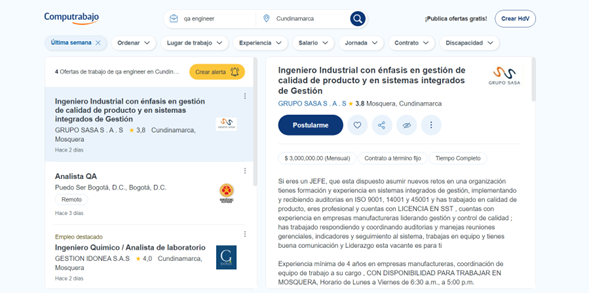 Computrabajo
qa engineer
Cundinamarca
¡Publica ofertas gratis!
Crear HdV
Última semana ×
Ordenar
Lugar de trabajo
Experiencia
Salario
Jornada
Contrato
Discapacidad
4 Ofertas de trabajo de qa engineer en Cundin...
Crear alerta
Ingeniero Industrial con énfasis en gestión
de calidad de producto y en sistemas
integrados de Gestión
GRUPO SASA S . A . S ★ 3,8 Cundinamarca,
Mosquera
Hace 2 días
Analista QA
Puedo Ser Bogotá, D.C., Bogotá, D.C.
Remoto
Hace 3 días
Empleo destacado
Ingeniero Químico / Analista de laboratorio
GESTION IDONEA S.A.S ★ 4,0 Cundinamarca,
Mosquera
Hace 2 días
Ingeniero Industrial con énfasis en gestión de
calidad de producto y en sistemas integrados
de Gestión
GRUPO SASA
GRUPO SASA S . A . S ★ 3.8 Mosquera, Cundinamarca
Postularme
$ 3,000,000.00 (Mensual)
Contrato a término fijo
Tiempo Completo
Si eres un JEFE, que esta dispuesto asumir nuevos retos en una organización
tienes formación y experiencia en sistemas integrados de gestión, implementando
y recibiendo auditorias en ISO 9001, 14001 y 45001 y has trabajado en calidad de
producto, eres profesional y cuentas con LICENCIA EN SST , cuentas con
experiencia en empresas manufactureras liderando gestión y control de calidad ;
has trabajado respondiendo y coordinando auditorias y manejas reuniones
gerenciales, indicadores y seguimiento al sistema, trabajas en equipo y tienes
buena comunicación y Liderazgo esta vacante es para ti
Experiencia mínima de 4 años en empresas manufactureras, coordinación de
equipo de trabajo a su cargo , CON DISPONIBILIDAD PARA TRABAJAR EN
MOSQUERA, Horario de Lunes a Viernes de 6:30 a.m., a 5:00 p.m.